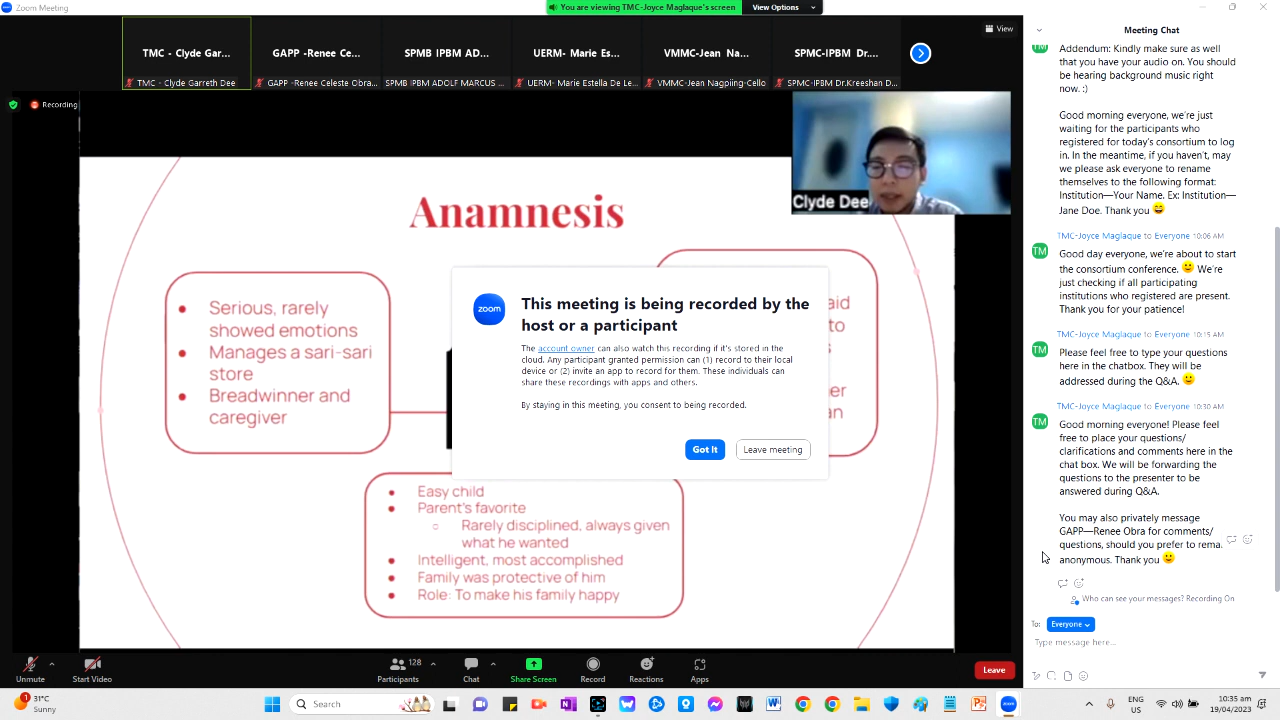 Zoom Meeting
You are viewing TMC-Joyce Maglaque's screen
View Options
TMC - Clyde Gar...
GAPP -Renee Ce...
SPMB IPBM AD...
UERM- Marie Es...
VMMC-Jean Na...
SPMC-IPBM Dr....
TMC - Clyde Garreth Dee
GAPP -Renee Celeste Obra...
SPMB IPBM ADOLF MARCUS ...
UERM- Marie Estella De Le...
VMMC-Jean Nagpiing-Cello
SPMC-IPBM Dr.Kreeshan D...
View
Recording
Clyde Dee
Anamnesis
Serious, rarely
showed emotions
Manages a sari-sari
store
Breadwinner and
caregiver
Easy child
Parent's favorite
Rarely disciplined, always given
what he wanted
Intelligent, most accomplished
Family was protective of him
Role: To make his family happy
zoom
This meeting is being recorded by the
host or a participant
The account owner can also watch this recording if it's stored in the
cloud. Any participant granted permission can (1) record to their local
device or (2) invite an app to record for them. These individuals can
share these recordings with apps and others.
By staying in this meeting, you consent to being recorded.
Got it
Leave meeting
Meeting Chat
TM
Addendum: Kindly make sure as well
that you have your audio on. You should
be hearing background music right
now. :)
Good morning everyone, we're just
waiting for the participants who
registered for today's consortium to
log in. In the meantime, if you haven't, may
we please ask everyone to rename
themselves to the following format:
Institution—Your Name. Ex: Institution—
Jane Doe. Thank you 😄
TMC-Joyce Maglaque to Everyone 10:06 AM
TM
Good day everyone, we're about to start
the consortium conference. 🙂 We're
just checking if all participating
institutions who registered are present.
Thank you for your patience!
TMC-Joyce Maglaque to Everyone 10:15 AM
TM
Please feel free to type your questions
here in the chatbox. They will be
addressed during the Q&A. 🙂
TMC-Joyce Maglaque to Everyone 10:30 AM
TM
Good morning everyone! Please feel
free to place your questions/
clarifications and comments here in the
chat box. We will be forwarding the
questions to the presenter to be
answered during Q&A.
You may also privately message
GAPP—Renee Obra for comments/
questions, should you prefer to rema
anonymous. Thank you 🙂
Who can see your messages? Recording On
To: Everyone
Type message here...
Unmute
Start Video
128
Participants
Chat
Share Screen
Record
Reactions
Apps
Leave
1
31°C
Sunny
Search
ENG
US
10:35 am
19/04/2023